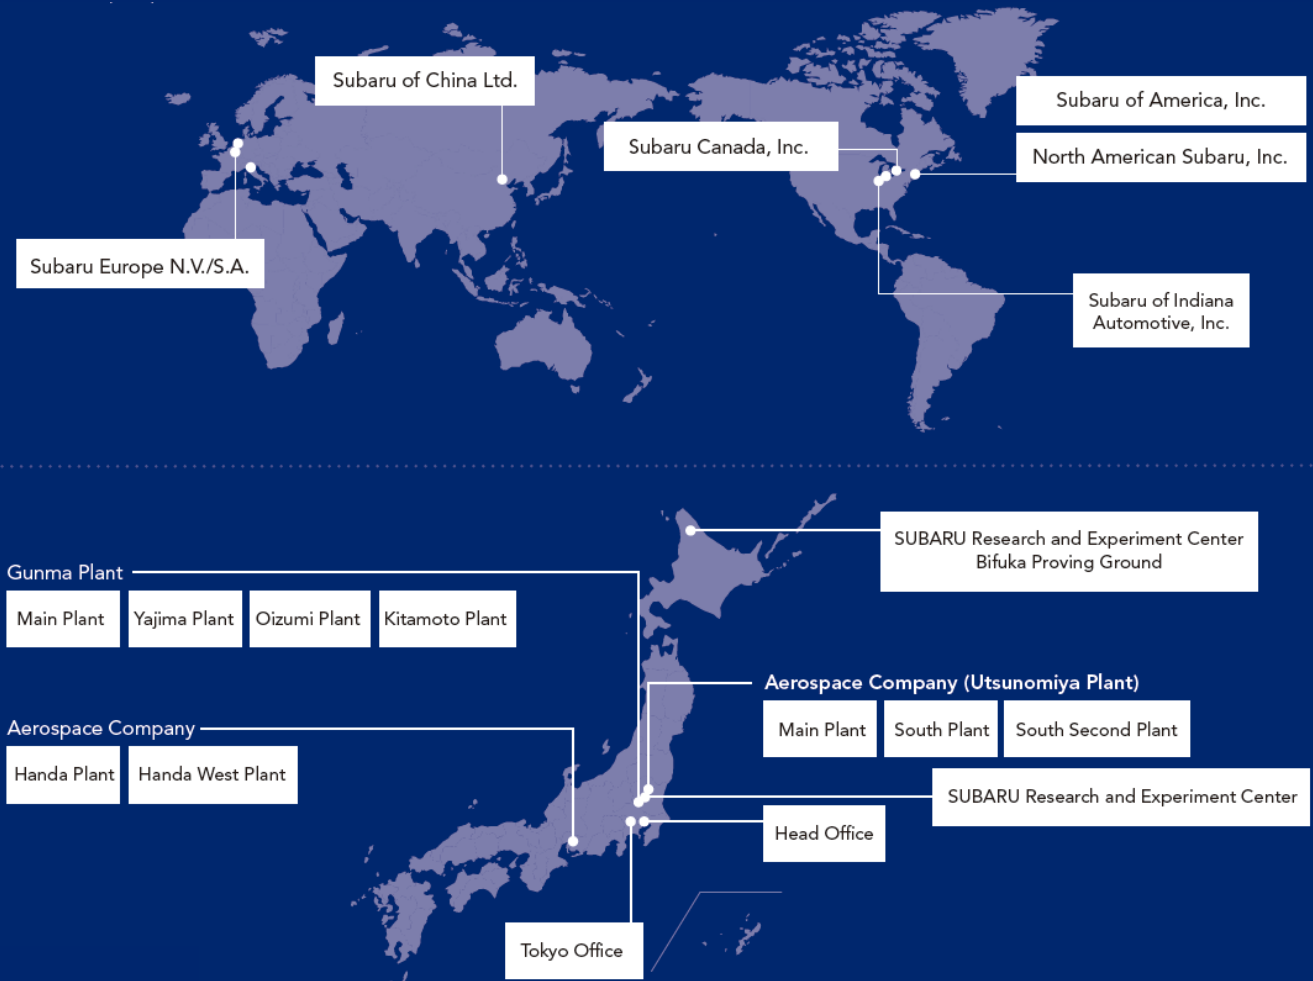 Subaru of China Ltd.
Subaru of America, Inc.
Subaru Canada, Inc.
North American Subaru, Inc.
Subaru Europe N.V./S.A.
Subaru of Indiana
Automotive, Inc.
SUBARU Research and Experiment Center
Bifuka Proving Ground
Gunma Plant
Main Plant
Yajima Plant
Oizumi Plant
Kitamoto Plant
Aerospace Company (Utsunomiya Plant)
Main Plant
South Plant
South Second Plant
Aerospace Company
Handa Plant
Handa West Plant
SUBARU Research and Experiment Center
Head Office
Tokyo Office